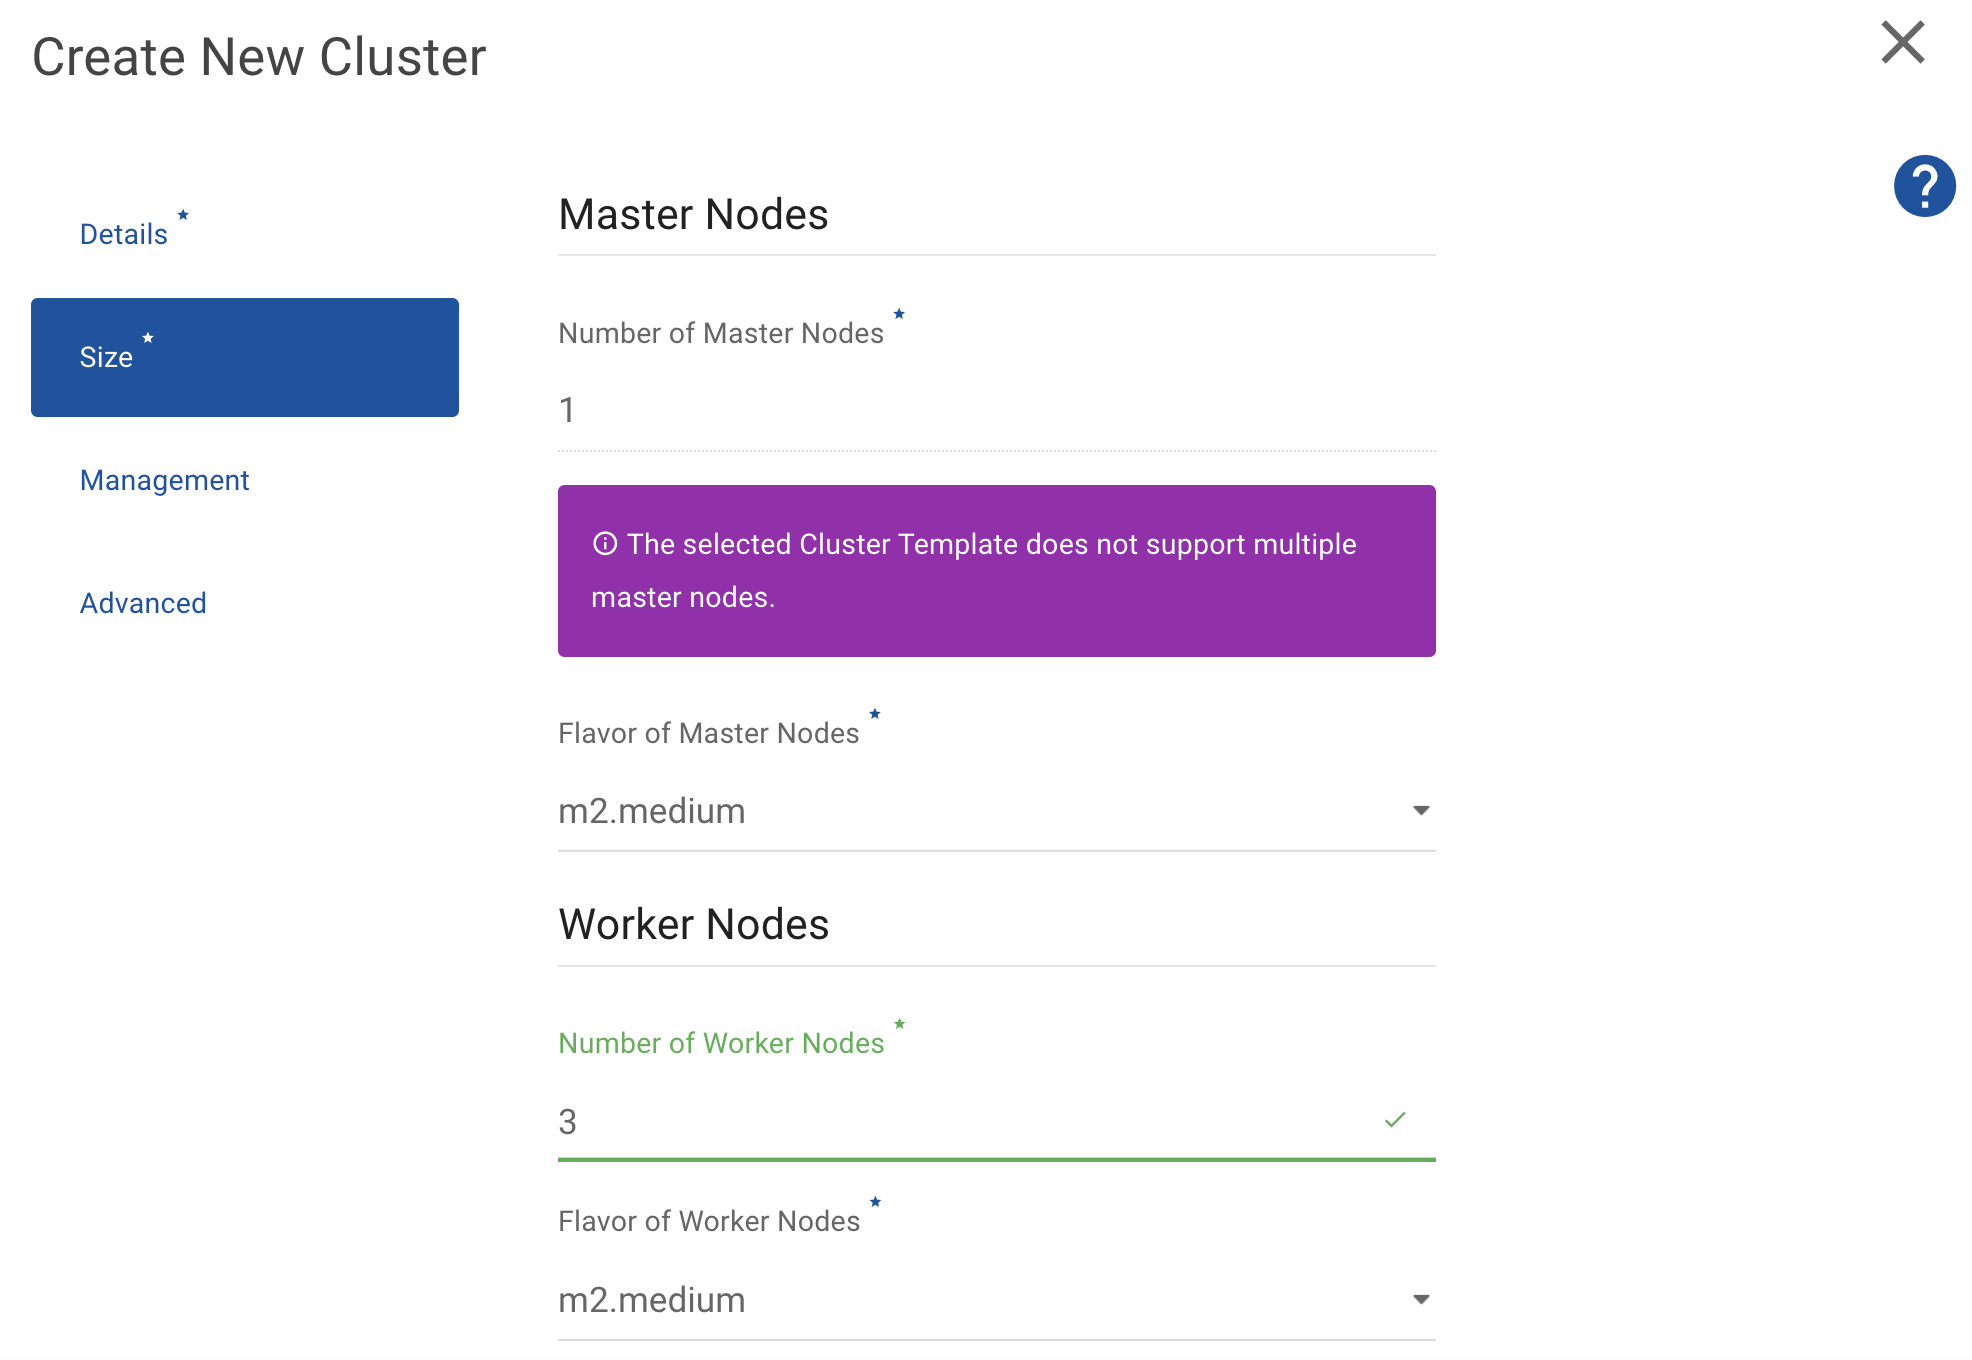 Create New Cluster
Details *
Size *
Management
Advanced
Master Nodes
Number of Master Nodes *
1
The selected Cluster Template does not support multiple
master nodes.
Flavor of Master Nodes *
m2.medium
Worker Nodes
Number of Worker Nodes *
3
Flavor of Worker Nodes *
m2.medium